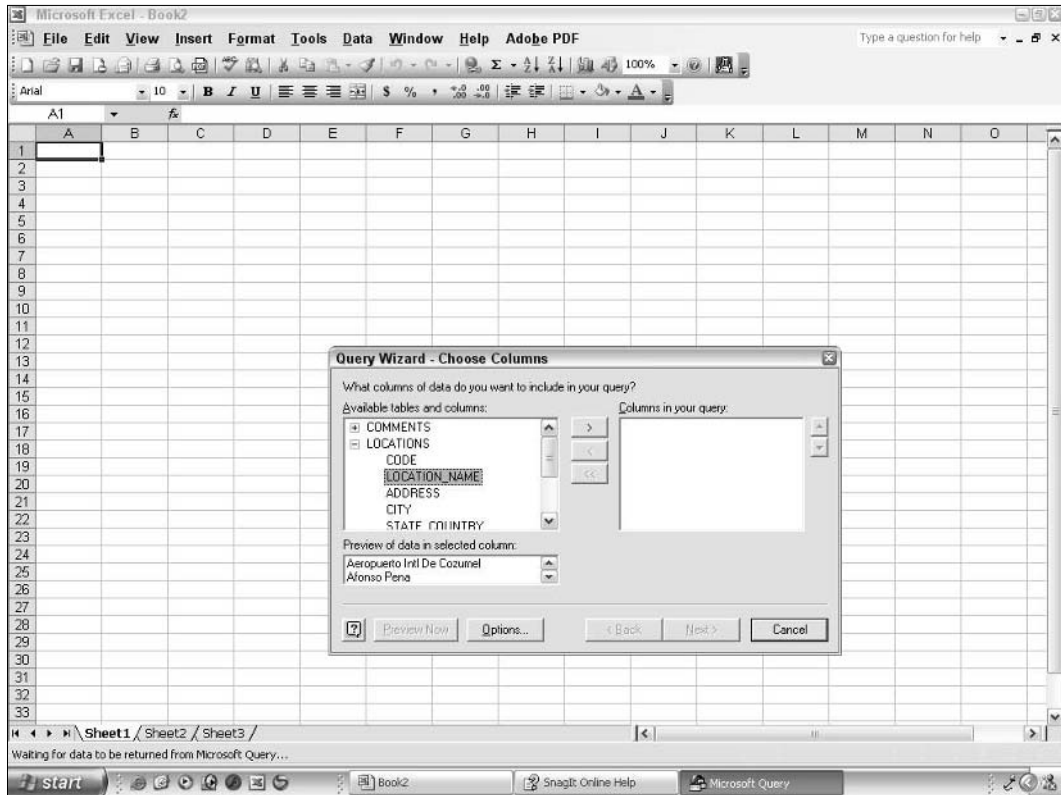 Microsoft Excel - Book2
File Edit View Insert Format Tools Data Window Help Adobe PDF Type a question for help
100%
Arial 10 B I U $ % ,
A1 fx
A B C D E F G H I J K L M N O
1
2
3
4
5
6
7
8
9
10
11
12
13
14
15
16
17
18
19
20
21
22
23
24
25
26
27
28
29
30
31
32
33
Query Wizard - Choose Columns
What columns of data do you want to include in your query?
Available tables and columns: Columns in your query:
COMMENTS >
LOCATIONS <
CODE
LOCATION_NAME <<
ADDRESS
CITY
STATE_COUNTRY
Preview of data in selected column:
Aeropuerto Intl De Cozumel
Afonso Pena
Preview Now Options... < Back Next > Cancel
Sheet1 / Sheet2 / Sheet3 /
Waiting for data to be returned from Microsoft Query...
start Book2 SnagIt Online Help Microsoft Query